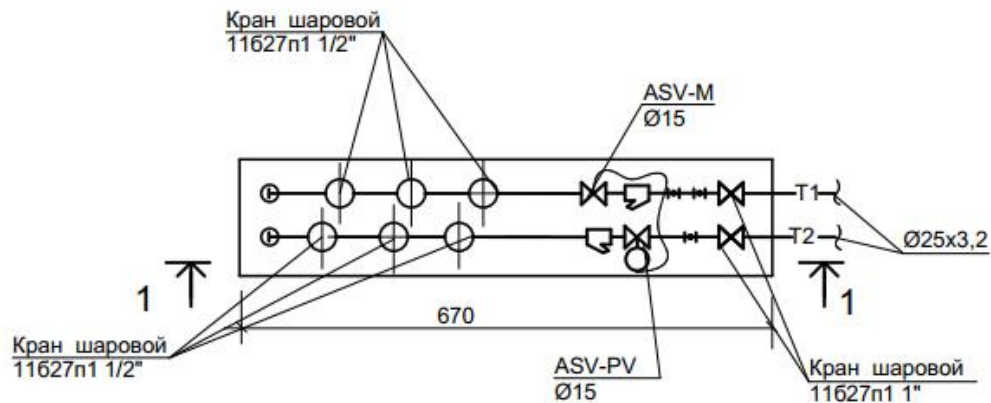 Кран шаровой
11б27п1 1/2"
ASV-M
Ø15
T1
T2
Ø25x3,2
1
1
670
Кран шаровой
11б27п1 1/2"
ASV-PV
Ø15
Кран шаровой
11б27п1 1"